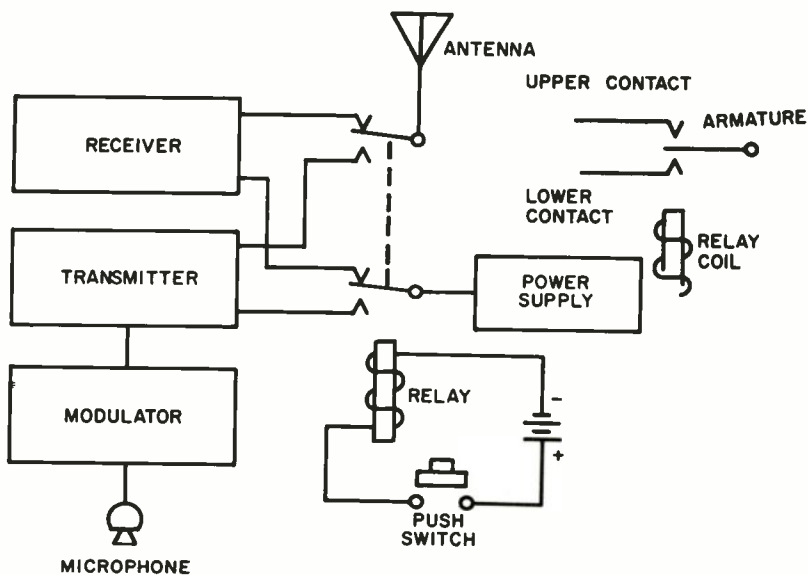 ANTENNA
UPPER CONTACT
ARMATURE
RECEIVER
LOWER
CONTACT
RELAY
COIL
TRANSMITTER
POWER
SUPPLY
RELAY
-
+
MODULATOR
PUSH
SWITCH
MICROPHONE